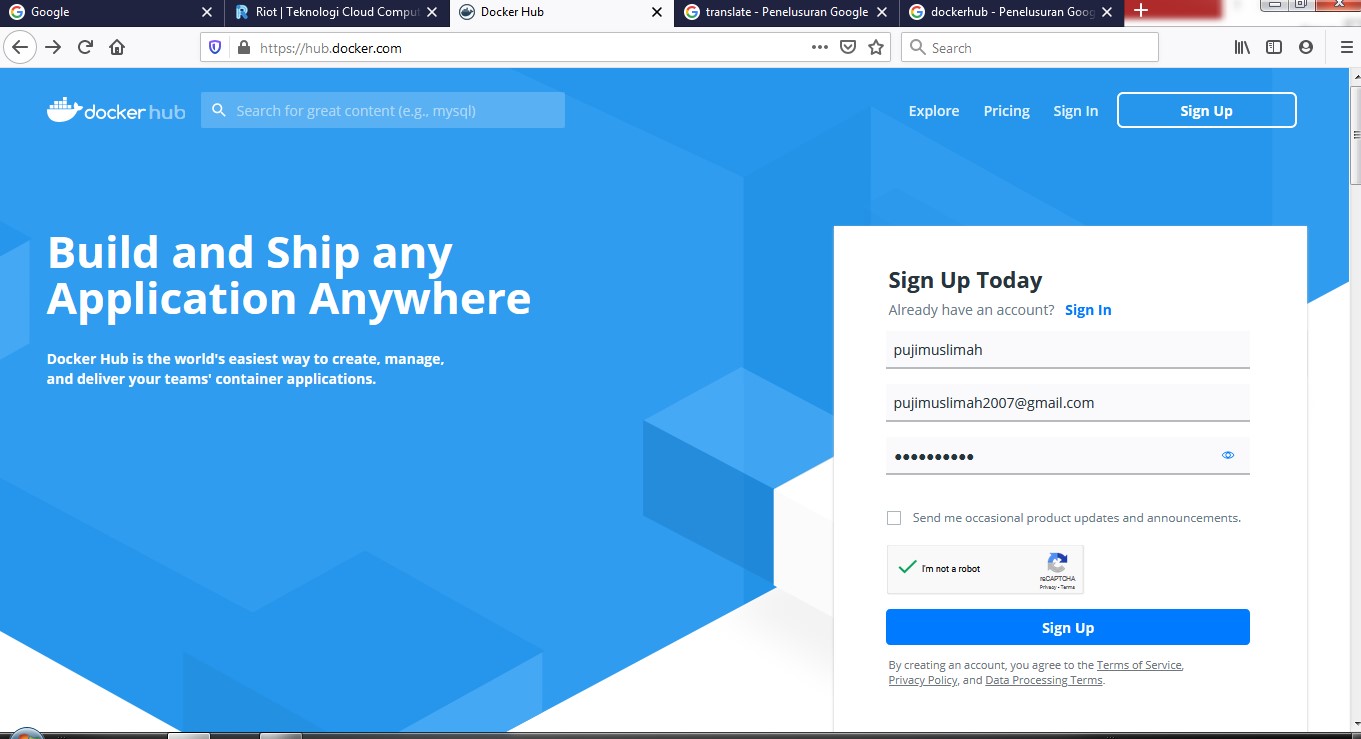 Google
Riot | Teknologi Cloud Comput
Docker Hub
translate - Penelusuran Google
dockerhub - Penelusuran Goog
https://hub.docker.com
Search
docker hub
Search for great content (e.g., mysql)
Explore
Pricing
Sign In
Sign Up
Build and Ship any
Application Anywhere
Docker Hub is the world's easiest way to create, manage,
and deliver your teams' container applications.
Sign Up Today
Already have an account? Sign In
pujimuslimah
pujimuslimah2007@gmail.com
●●●●●●●●●●
Send me occasional product updates and announcements.
I'm not a robot
reCAPTCHA
Privacy - Terms
Sign Up
By creating an account, you agree to the Terms of Service,
Privacy Policy, and Data Processing Terms.